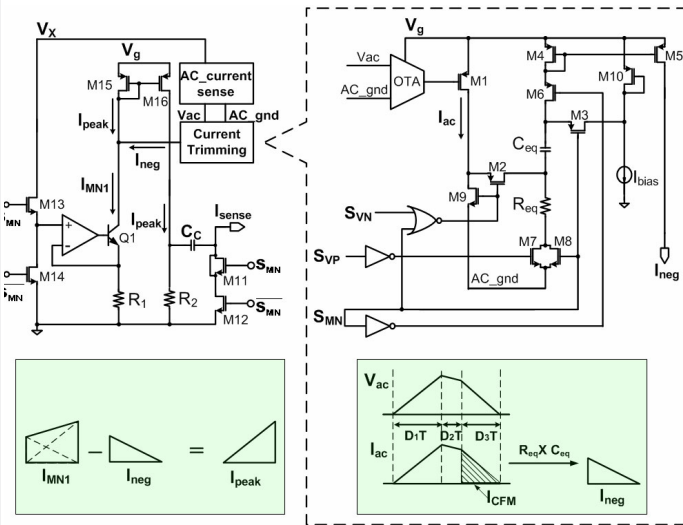 Vx
Vg
M15
M16
AC_current
sense
Vac
AC_gnd
Current
Trimming
Ipeak
Ineg
IMN1
M13
SMN
Q1
Ipeak
Cc
Isense
M14
SMN
R1
R2
M11
SMN
M12
SMN
IMN1
Ineg
=
Ipeak
Vg
Vac
AC_gnd
OTA
M1
M4
M5
M10
M6
Iac
M3
Ceq
M2
M9
Ibias
SVN
Req
SVP
M7
M8
AC_gnd
Ineg
SMN
Vac
D1T
D2T
D3T
Iac
ReqX Ceq
ICFM
Ineg